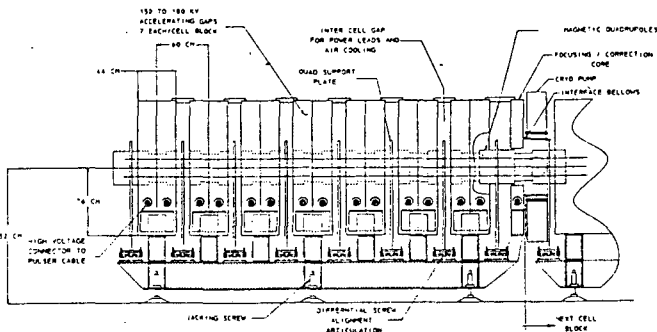 150 TO 180 KV
ACCELERATING GAPS
7 EACH/CELL BLOCK
60 CM
44 CM
INTER CELL GAP
FOR POWER LEADS AND
AIR COOLING
QUAD SUPPORT
PLATE
MAGNETIC QUADRUPOLES
FOCUSING / CORRECTION
CORE
CRYO PUMP
INTERFACE BELLOWS
76 CM
CM
HIGH VOLTAGE
CONNECTOR TO
PULSER CABLE
JACKING SCREW
DIFFERNTIAL SCREW
ALIGNMENT
ARTICULATION
NEXT CELL
BLOCK